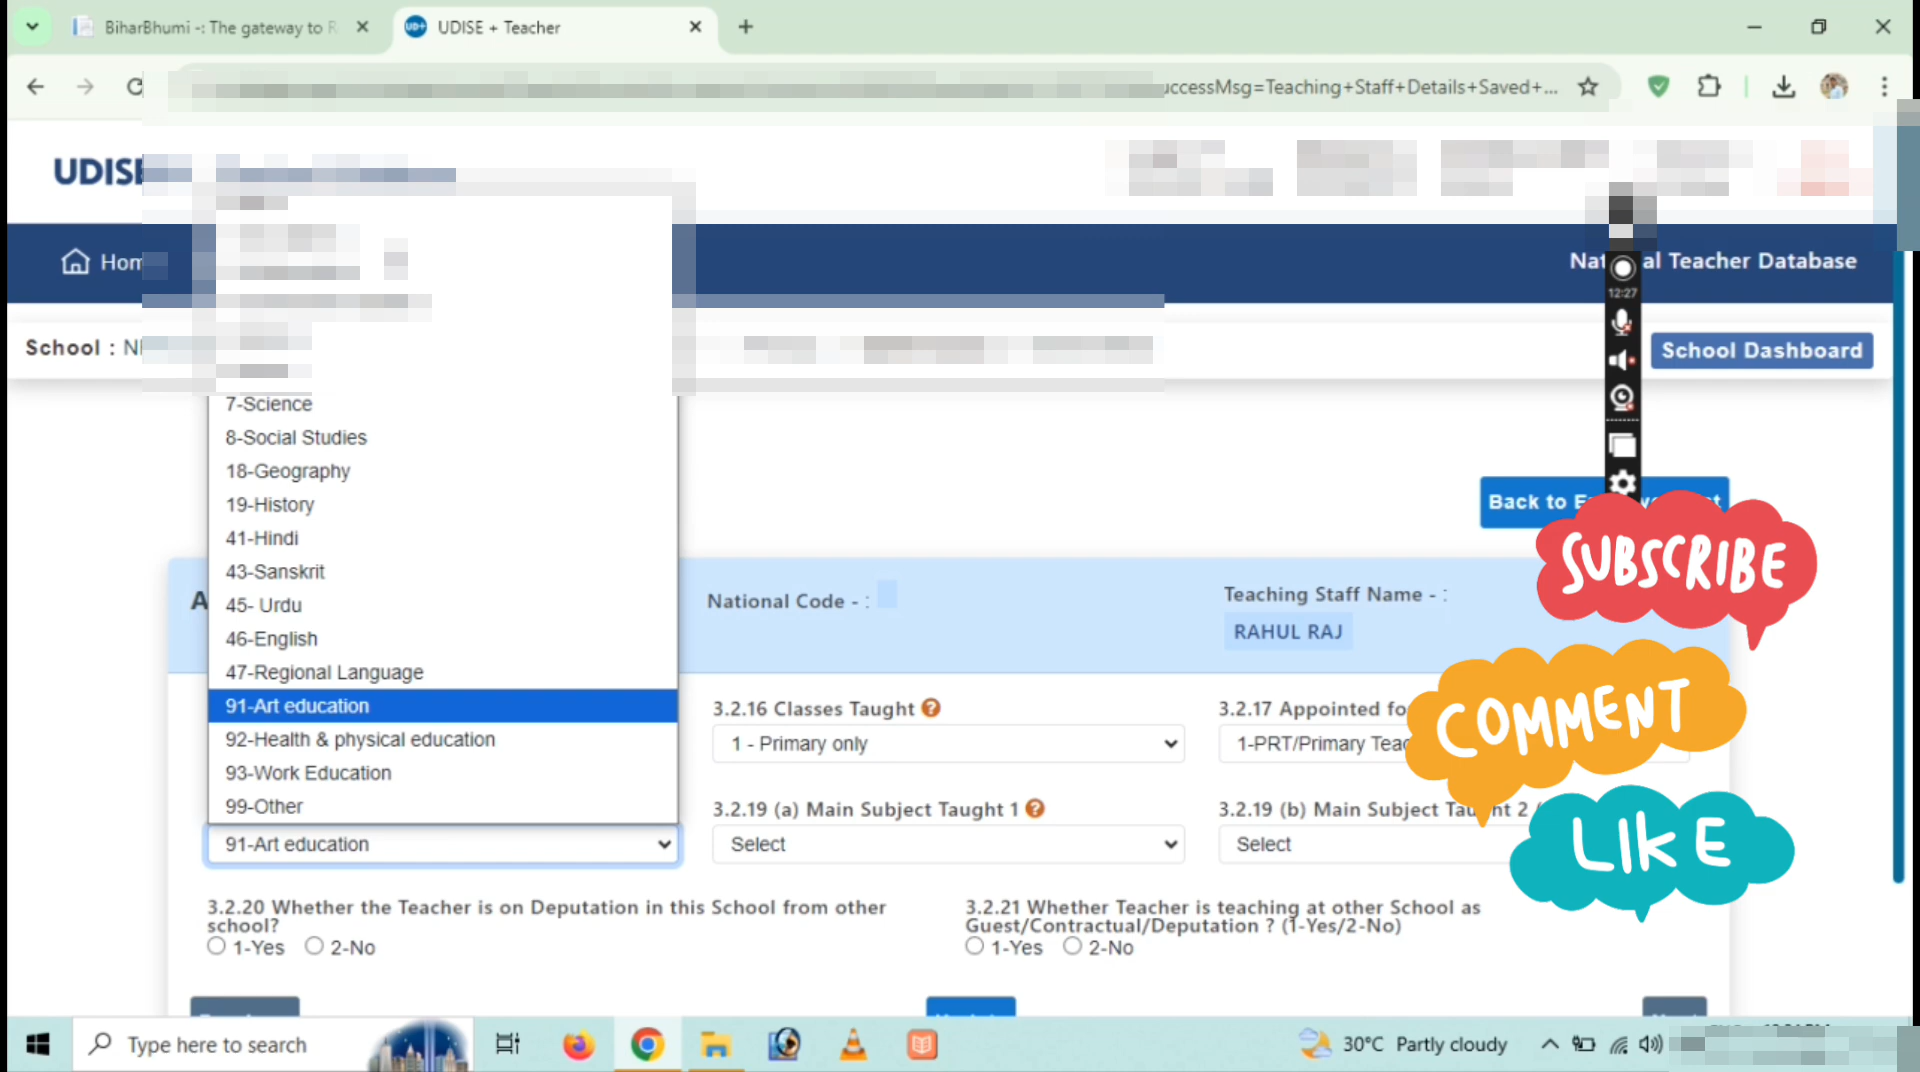 BiharBhumi -: The gateway to R
UDISE + Teacher
uccessMsg=Teaching+Staff+Details+Saved+...
UDISE
Hom
National Teacher Database
12:27
School :
School Dashboard
7-Science
8-Social Studies
18-Geography
19-History
41-Hindi
43-Sanskrit
45- Urdu
46-English
47-Regional Language
91-Art education
92-Health & physical education
93-Work Education
99-Other
91-Art education
Back to
SUBSCRIBE
National Code - :
Teaching Staff Name - :
RAHUL RAJ
3.2.16 Classes Taught
1 - Primary only
3.2.17 Appointed fo
1-PRT/Primary Teac
COMMENT
3.2.19 (a) Main Subject Taught 1
Select
3.2.19 (b) Main Subject Taught 2
Select
LIKE
3.2.20 Whether the Teacher is on Deputation in this School from other
school?
1-Yes 2-No
3.2.21 Whether Teacher is teaching at other School as
Guest/Contractual/Deputation ? (1-Yes/2-No)
1-Yes 2-No
Type here to search
30°C Partly cloudy